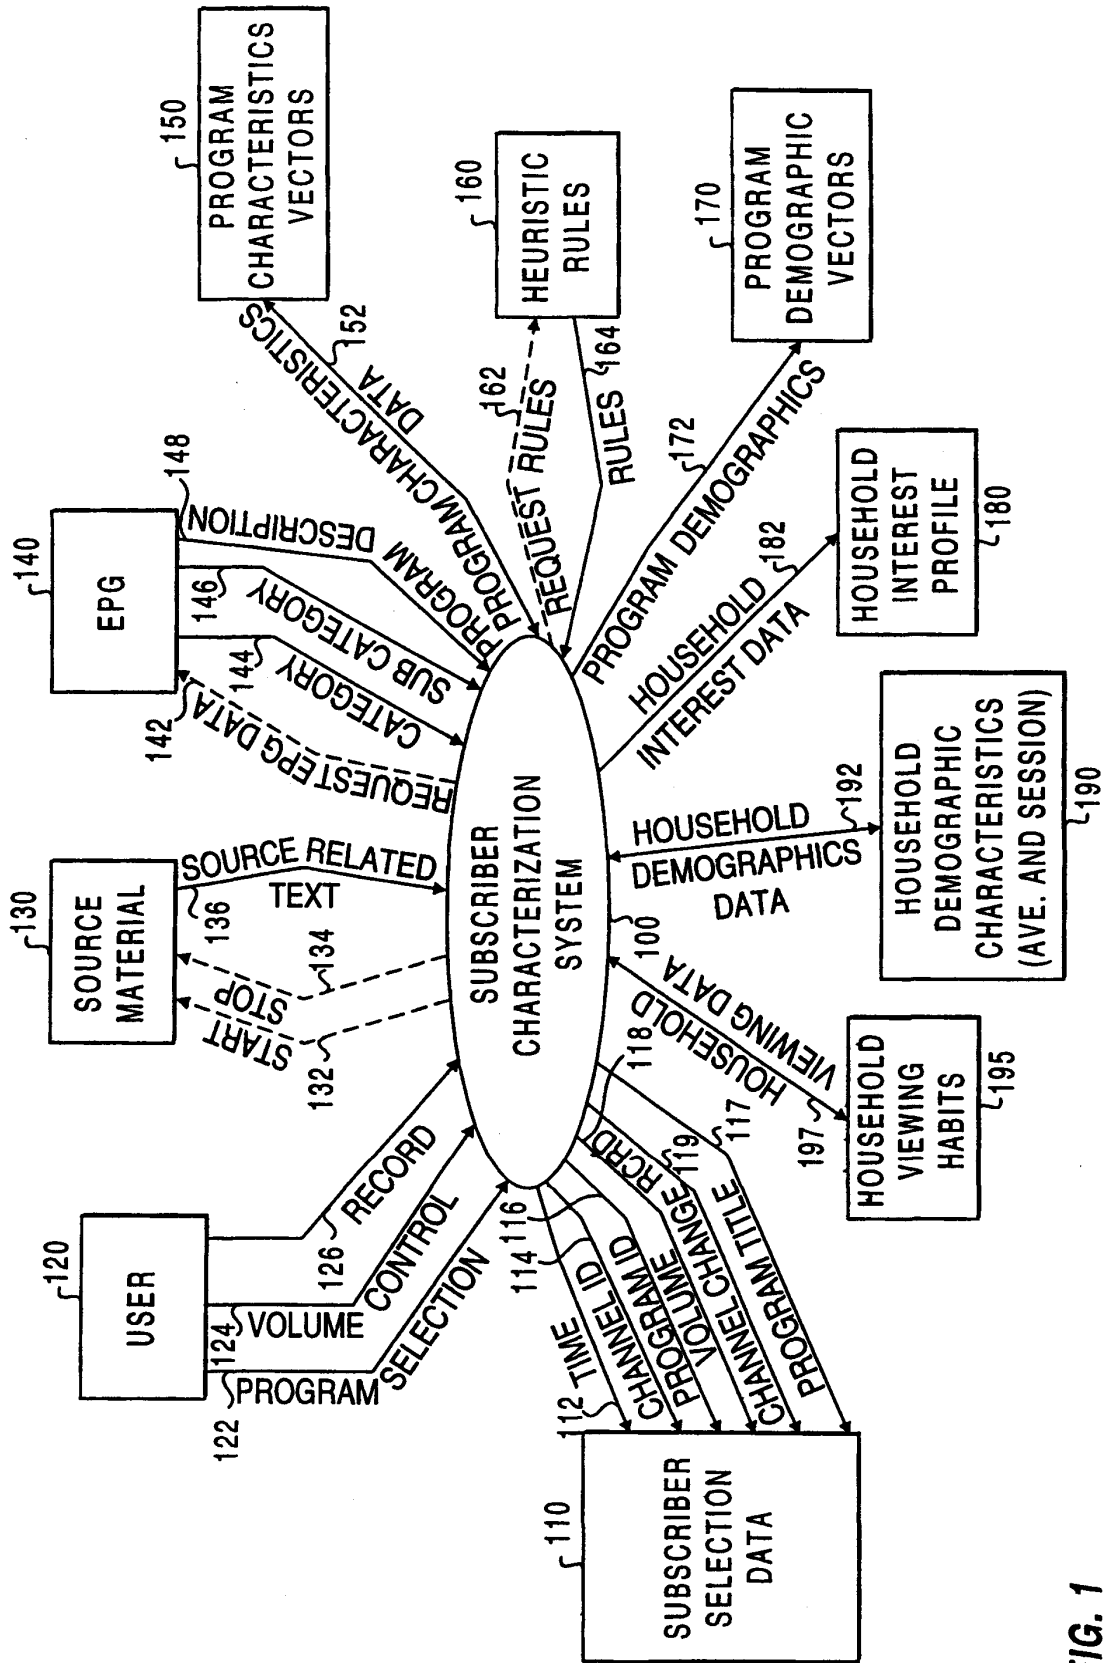 120
USER
122
PROGRAM
SELECTION
124
VOLUME
CONTROL
126
RECORD
130
SOURCE
MATERIAL
START
132
STOP
134
136
SOURCE RELATED
TEXT
140
EPG
142
REQUEST EPG DATA
144
CATEGORY
146
SUB CATEGORY
148
PROGRAM DESCRIPTION
150
PROGRAM
CHARACTERISTICS
VECTORS
152
PROGRAM CHARACTERISTICS
DATA
SUBSCRIBER
CHARACTERIZATION
SYSTEM
100
160
HEURISTIC
RULES
162
REQUEST RULES
164
RULES
170
PROGRAM
DEMOGRAPHIC
VECTORS
172
PROGRAM DEMOGRAPHICS
HOUSEHOLD
INTEREST DATA
182
HOUSEHOLD
INTEREST
PROFILE
180
HOUSEHOLD
DEMOGRAPHICS
DATA
192
HOUSEHOLD
DEMOGRAPHIC
CHARACTERISTICS
(AVE. AND SESSION)
190
HOUSEHOLD
VIEWING DATA
197
HOUSEHOLD
VIEWING
HABITS
195
110
SUBSCRIBER
SELECTION
DATA
112
TIME
114
CHANNEL ID
116
PROGRAM ID
VOLUME
RCRD
118
CHANNEL CHANGE
119
PROGRAM TITLE
117
FIG. 1